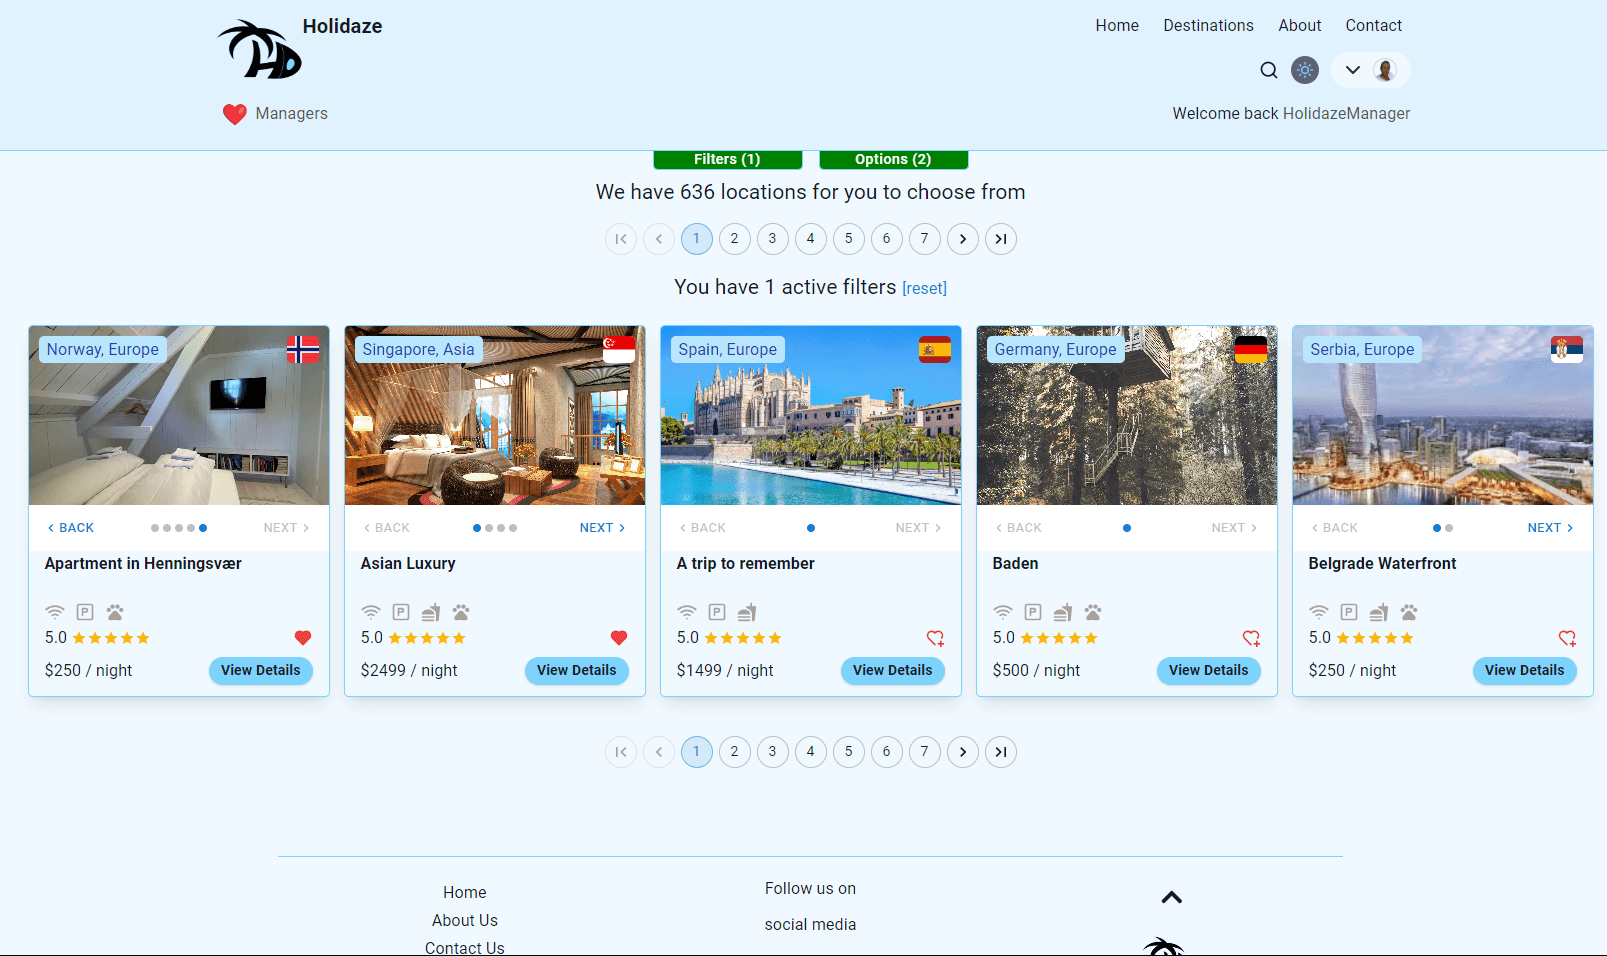 Holidaze
Home Destinations About Contact
Managers
Welcome back HolidazeManager
Filters (1) Options (2)
We have 636 locations for you to choose from
1 2 3 4 5 6 7
You have 1 active filters [reset]
Norway, Europe
BACK NEXT
Apartment in Henningsvær
P
5.0
$250 / night View Details
Singapore, Asia
BACK NEXT
Asian Luxury
P
5.0
$2499 / night View Details
Spain, Europe
BACK NEXT
A trip to remember
P
5.0
$1499 / night View Details
Germany, Europe
BACK NEXT
Baden
P
5.0
$500 / night View Details
Serbia, Europe
BACK NEXT
Belgrade Waterfront
P
5.0
$250 / night View Details
1 2 3 4 5 6 7
Home
About Us
Contact Us
Follow us on
social media